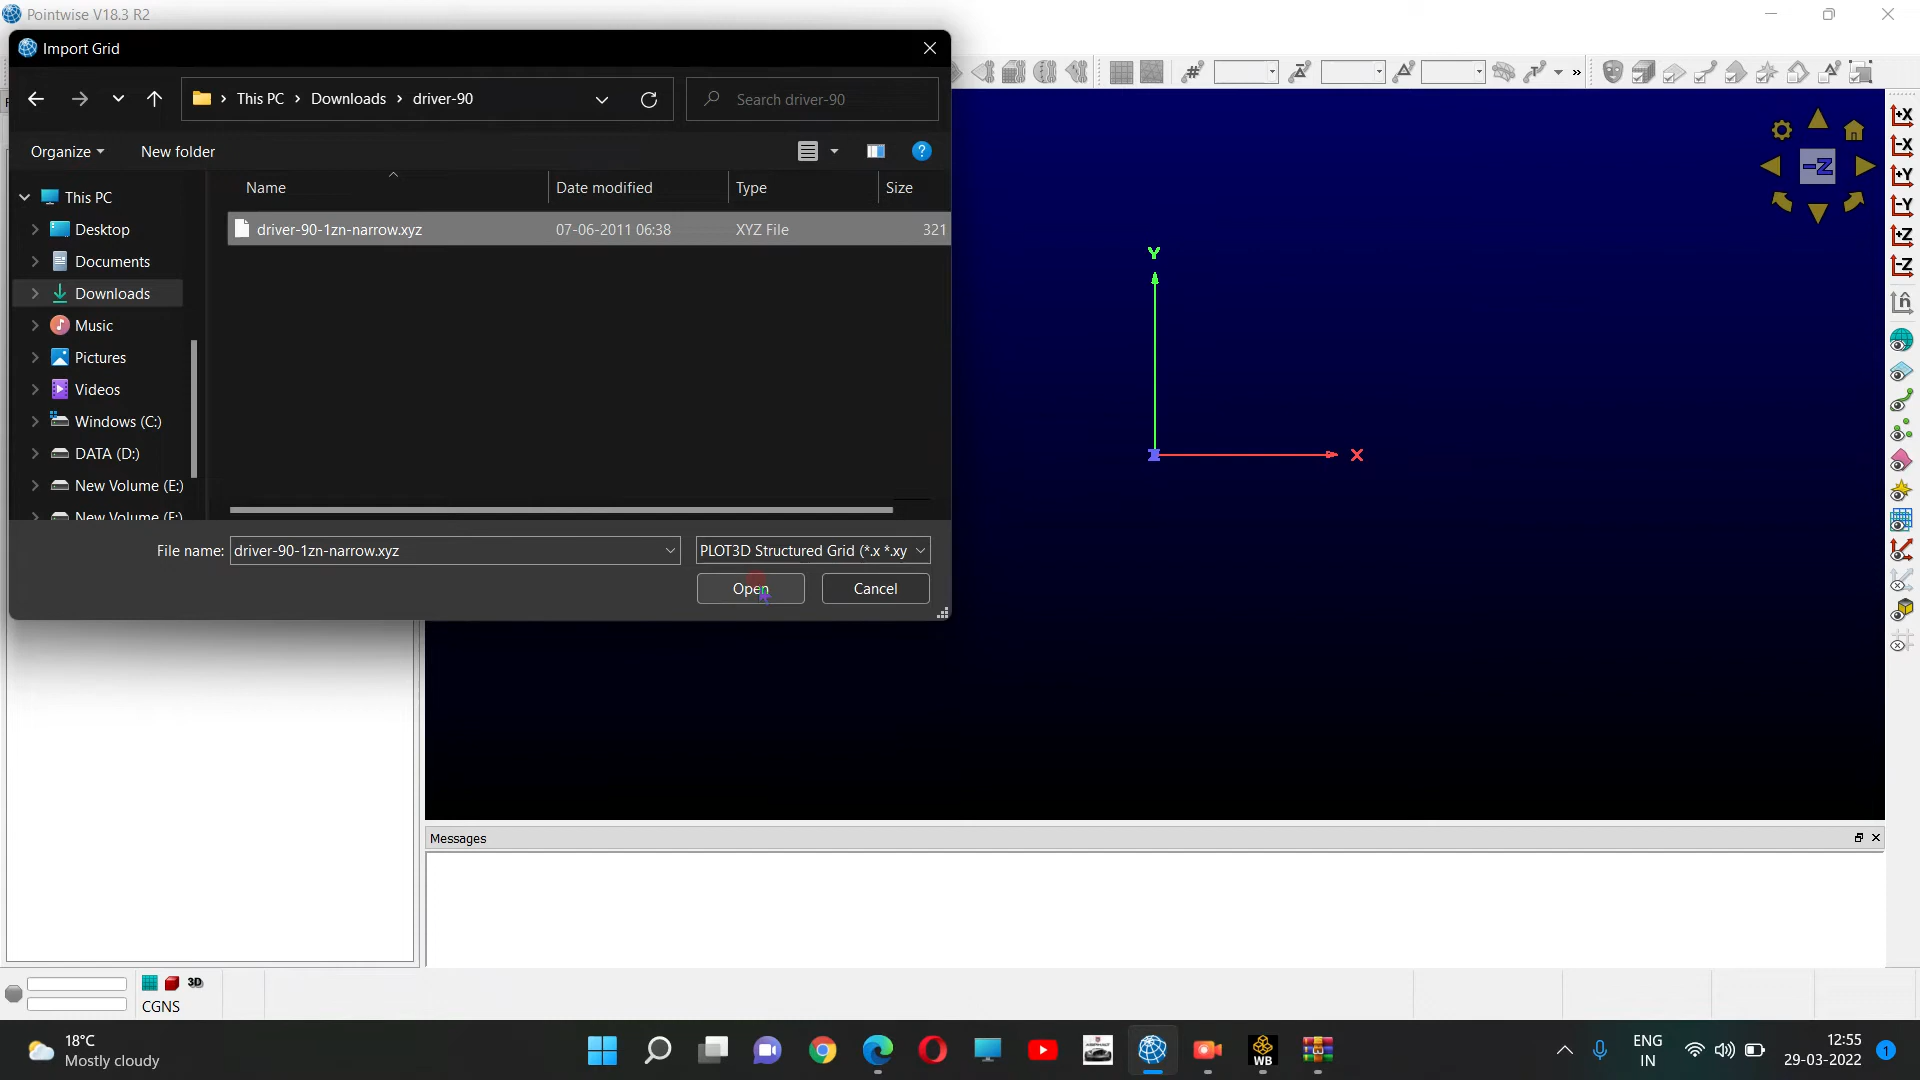 Pointwise V18.3 R2
Import Grid
This PC
Downloads
driver-90
Search driver-90
Organize
New folder
Name
Date modified
Type
Size
This PC
Desktop
Documents
Downloads
Music
Pictures
Videos
Windows (C:)
DATA (D:)
New Volume (E:)
New Volume (F:)
driver-90-1zn-narrow.xyz
07-06-2011 06:38
XYZ File
321
File name:
driver-90-1zn-narrow.xyz
PLOT3D Structured Grid (*.x *.xy
Open
Cancel
-Z
+X
-X
+Y
-Y
+Z
-Z
n̂
Y
X
Z
Messages
3D
CGNS
18°C
Mostly cloudy
WB
ENG
IN
12:55
29-03-2022
1